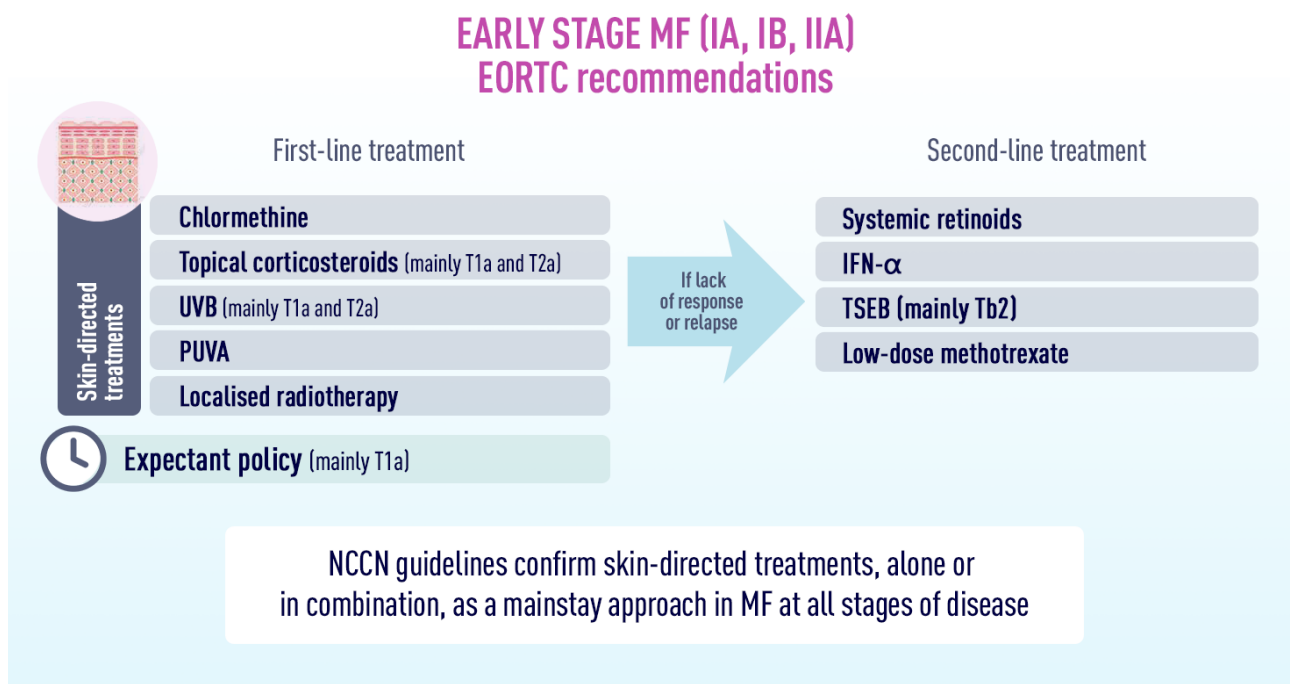 EARLY STAGE MF (IA, IB, IIA)
EORTC recommendations
First-line treatment
Skin-directed
treatments
Chlormethine
Topical corticosteroids (mainly T1a and T2a)
UVB (mainly T1a and T2a)
PUVA
Localised radiotherapy
Expectant policy (mainly T1a)
If lack
of response
or relapse
Second-line treatment
Systemic retinoids
IFN-α
TSEB (mainly Tb2)
Low-dose methotrexate
NCCN guidelines confirm skin-directed treatments, alone or
in combination, as a mainstay approach in MF at all stages of disease